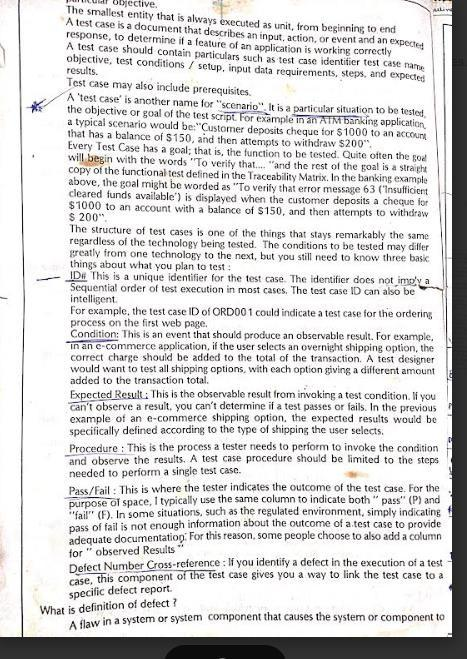 particular objective.
The smallest entity that is always executed as unit, from beginning to end
A test case is a document that describes an input, action, or event and an expected
response, to determine if a feature of an application is working correctly
A test case should contain particulars such as test case identifier test case name
objective, test conditions / setup, input data requirements, steps, and expected
results.
Test case may also include prerequisites.
A 'test case' is another name for "scenario". It is a particular situation to be tested,
the objective or goal of the test script. For example in an ATM banking application,
a typical scenario would be:"Customer deposits cheque for $1000 to an account
that has a balance of $150, and then attempts to withdraw $200".
Every Test Case has a goal; that is, the function to be tested. Quite often the goal
will begin with the words "To verify that.... "and the rest of the goal is a straight
copy of the functional test defined in the Traceability Matrix. In the banking example
above, the goal might be worded as "To verify that error message 63 ('Insufficient
cleared funds available') is displayed when the customer deposits a cheque for
$1000 to an account with a balance of $150, and then attempts to withdraw
$ 200".
The structure of test cases is one of the things that stays remarkably the same
regardless of the technology being tested. The conditions to be tested may differ
greatly from one technology to the next, but you still need to know three basic
things about what you plan to test :
ID# This is a unique identifier for the test case. The identifier does not imply a
Sequential order of test execution in most cases. The test case ID can also be
intelligent.
For example, the test case ID of ORD001 could indicate a test case for the ordering
process on the first web page.
Condition: This is an event that should produce an observable result. For example,
in an e-commerce application, if the user selects an overnight shipping option, the
correct charge should be added to the total of the transaction. A test designer
would want to test all shipping options, with each option giving a different amount
added to the transaction total.
Expected Result : This is the observable result from invoking a test condition. If you
can't observe a result, you can't determine if a test passes or fails. In the previous
example of an e-commerce shipping option, the expected results would be
specifically defined according to the type of shipping the user selects.
Procedure : This is the process a tester needs to perform to invoke the condition
and observe the results. A test case procedure should be limited to the steps
needed to perform a single test case.
Pass/Fail : This is where the tester indicates the outcome of the test case. For the
purpose of space, I typically use the same column to indicate both " pass" (P) and
"fail" (F). In some situations, such as the regulated environment, simply indicating
pass of fail is not enough information about the outcome of a test case to provide
adequate documentation. For this reason, some people choose to also add a column
for " observed Results "
Defect Number Cross-reference : If you identify a defect in the execution of a test
case, this component of the test case gives you a way to link the test case to a
specific defect report.
What is definition of defect ?
A flaw in a system or system component that causes the system or component to